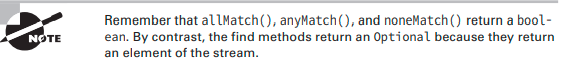 Remember that allMatch(), anyMatch(), and noneMatch() return a bool-
NOTE
ean. By contrast, the find methods return an Optional because they return
an element of the stream.